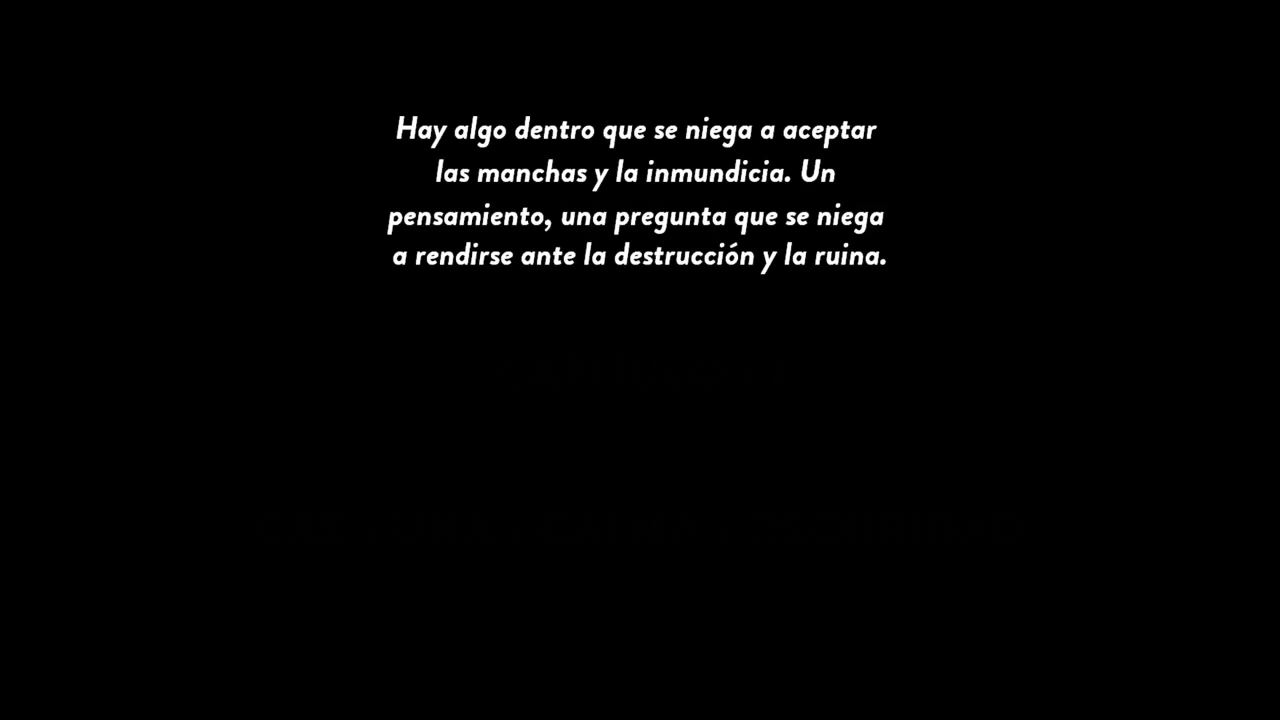 Hay algo dentro que se niega a aceptar
las manchas y la inmundicia. Un
pensamiento, una pregunta que se niega
a rendirse ante la destrucción y la ruina.